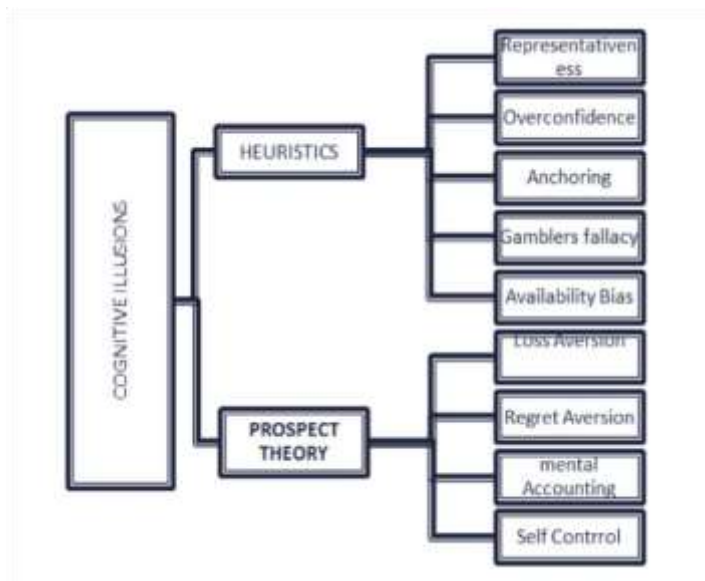 COGNITIVE ILLUSIONS
HEURISTICS
Representativen
ess
Overconfidence
Anchoring
Gamblers fallacy
Availability Bias
PROSPECT
THEORY
Loss Aversion
Regret Aversion
mental
Accounting
Self Contrrol